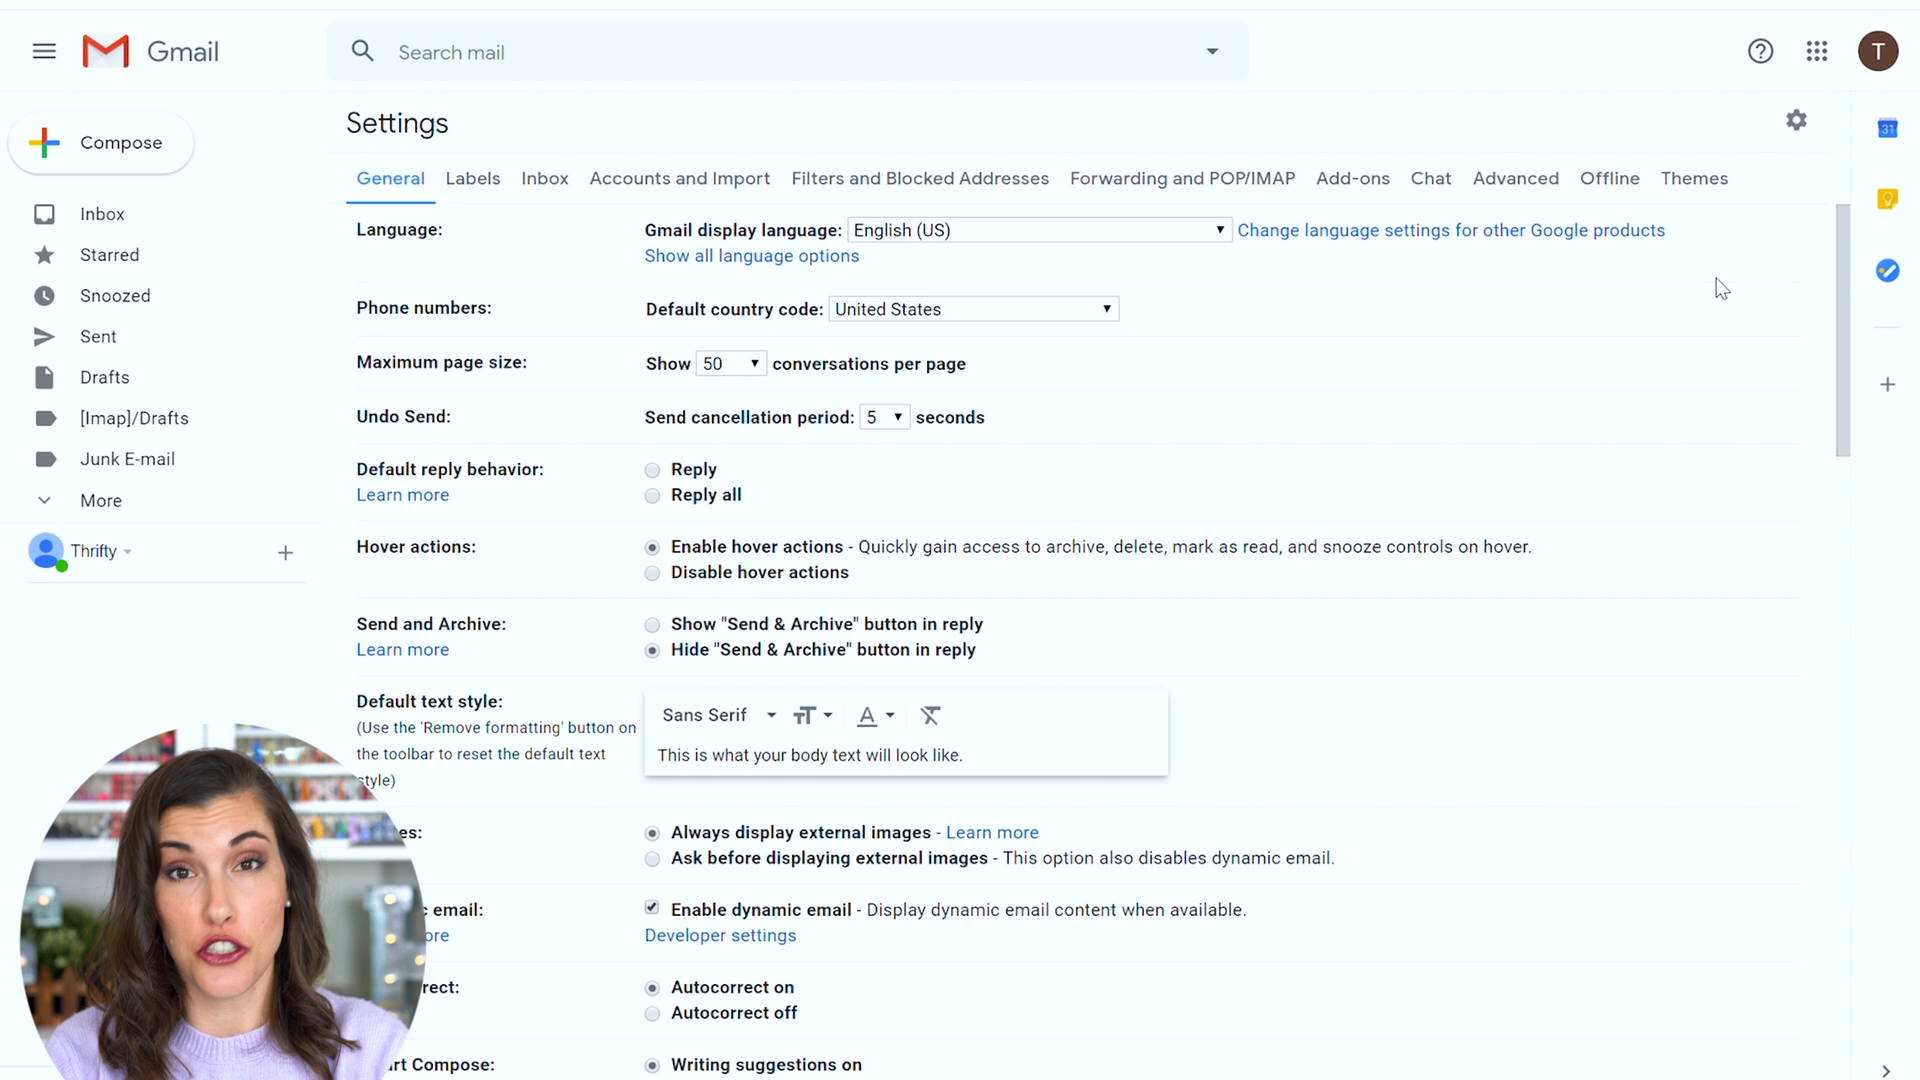 Gmail
Search mail
T
Compose
Settings
31
General Labels Inbox Accounts and Import Filters and Blocked Addresses Forwarding and POP/IMAP Add-ons Chat Advanced Offline Themes
Inbox
Starred
Snoozed
Sent
Drafts
[Imap]/Drafts
Junk E-mail
More
Thrifty
Language: Gmail display language: English (US) Change language settings for other Google products
Show all language options
Phone numbers: Default country code: United States
Maximum page size: Show 50 conversations per page
Undo Send: Send cancellation period: 5 seconds
Default reply behavior: Reply
Learn more Reply all
Hover actions: Enable hover actions - Quickly gain access to archive, delete, mark as read, and snooze controls on hover.
Disable hover actions
Send and Archive: Show "Send & Archive" button in reply
Learn more Hide "Send & Archive" button in reply
Default text style: Sans Serif
(Use the 'Remove formatting' button on
the toolbar to reset the default text
style)
This is what your body text will look like.
es: Always display external images - Learn more
Ask before displaying external images - This option also disables dynamic email.
c email: Enable dynamic email - Display dynamic email content when available.
ore Developer settings
rect: Autocorrect on
Autocorrect off
rt Compose: Writing suggestions on